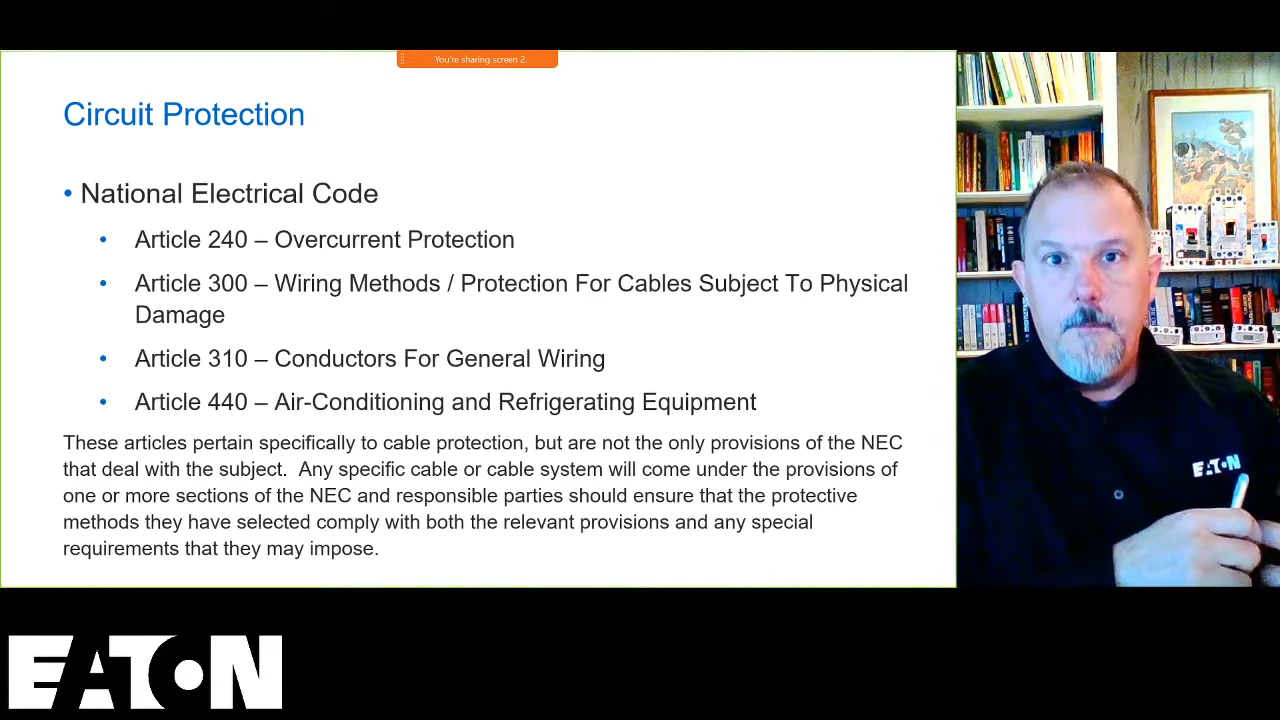 You're sharing screen 2.
Circuit Protection
• National Electrical Code
• Article 240 – Overcurrent Protection
• Article 300 – Wiring Methods / Protection For Cables Subject To Physical
Damage
• Article 310 – Conductors For General Wiring
• Article 440 – Air-Conditioning and Refrigerating Equipment
These articles pertain specifically to cable protection, but are not the only provisions of the NEC
that deal with the subject.  Any specific cable or cable system will come under the provisions of
one or more sections of the NEC and responsible parties should ensure that the protective
methods they have selected comply with both the relevant provisions and any special
requirements that they may impose.
EATON
EATON